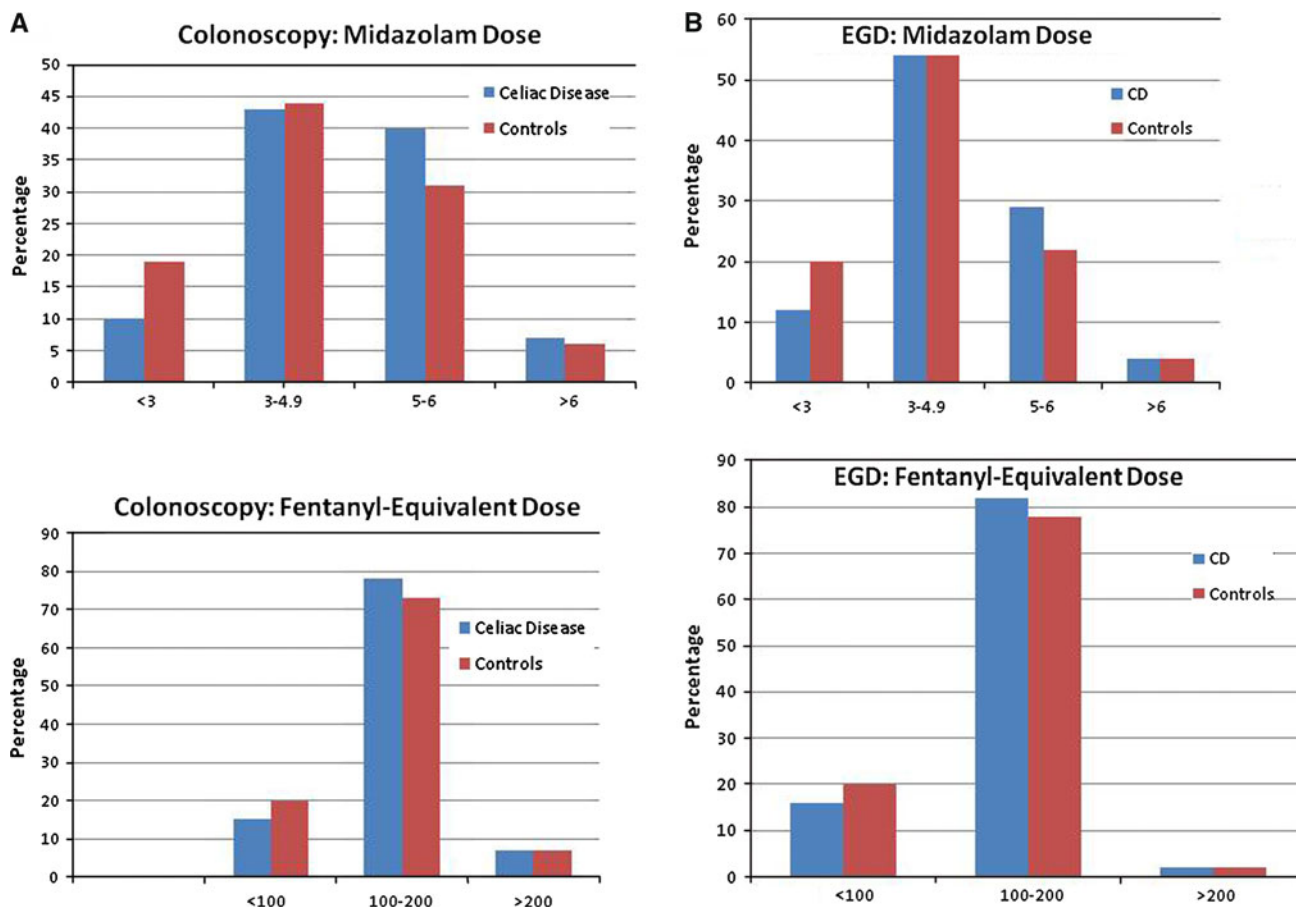 A
Colonoscopy: Midazolam Dose
Percentage
50
45
40
35
30
25
20
15
10
5
0
Celiac Disease
Controls
<3 3-4.9 5-6 >6
B
EGD: Midazolam Dose
Percentage
60
50
40
30
20
10
0
CD
Controls
<3 3-4.9 5-6 >6
Colonoscopy: Fentanyl-Equivalent Dose
Percentage
90
80
70
60
50
40
30
20
10
0
Celiac Disease
Controls
<100 100-200 >200
EGD: Fentanyl-Equivalent Dose
Percentage
90
80
70
60
50
40
30
20
10
0
CD
Controls
<100 100-200 >200